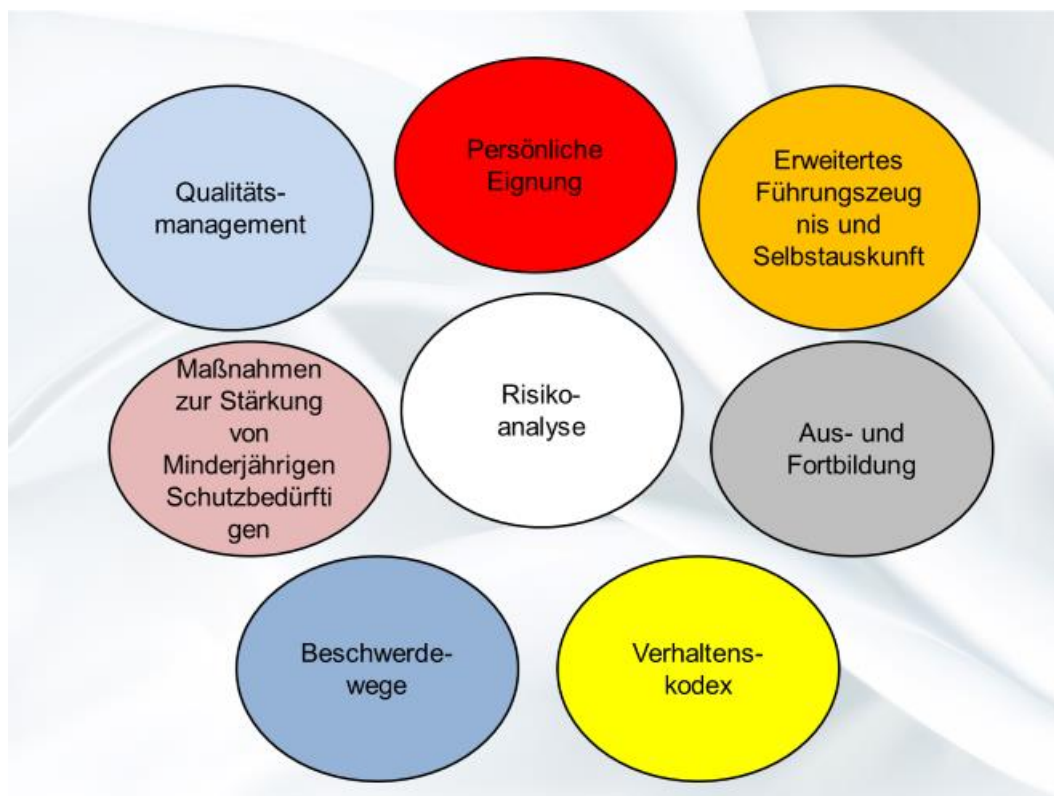 Persönliche
Eignung
Qualitäts-
management
Erweitertes
Führungszeug
nis und
Selbstauskunft
Maßnahmen
zur Stärkung
von
Minderjährigen
Schutzbedürfti
gen
Risiko-
analyse
Aus- und
Fortbildung
Beschwerde-
wege
Verhaltens-
kodex